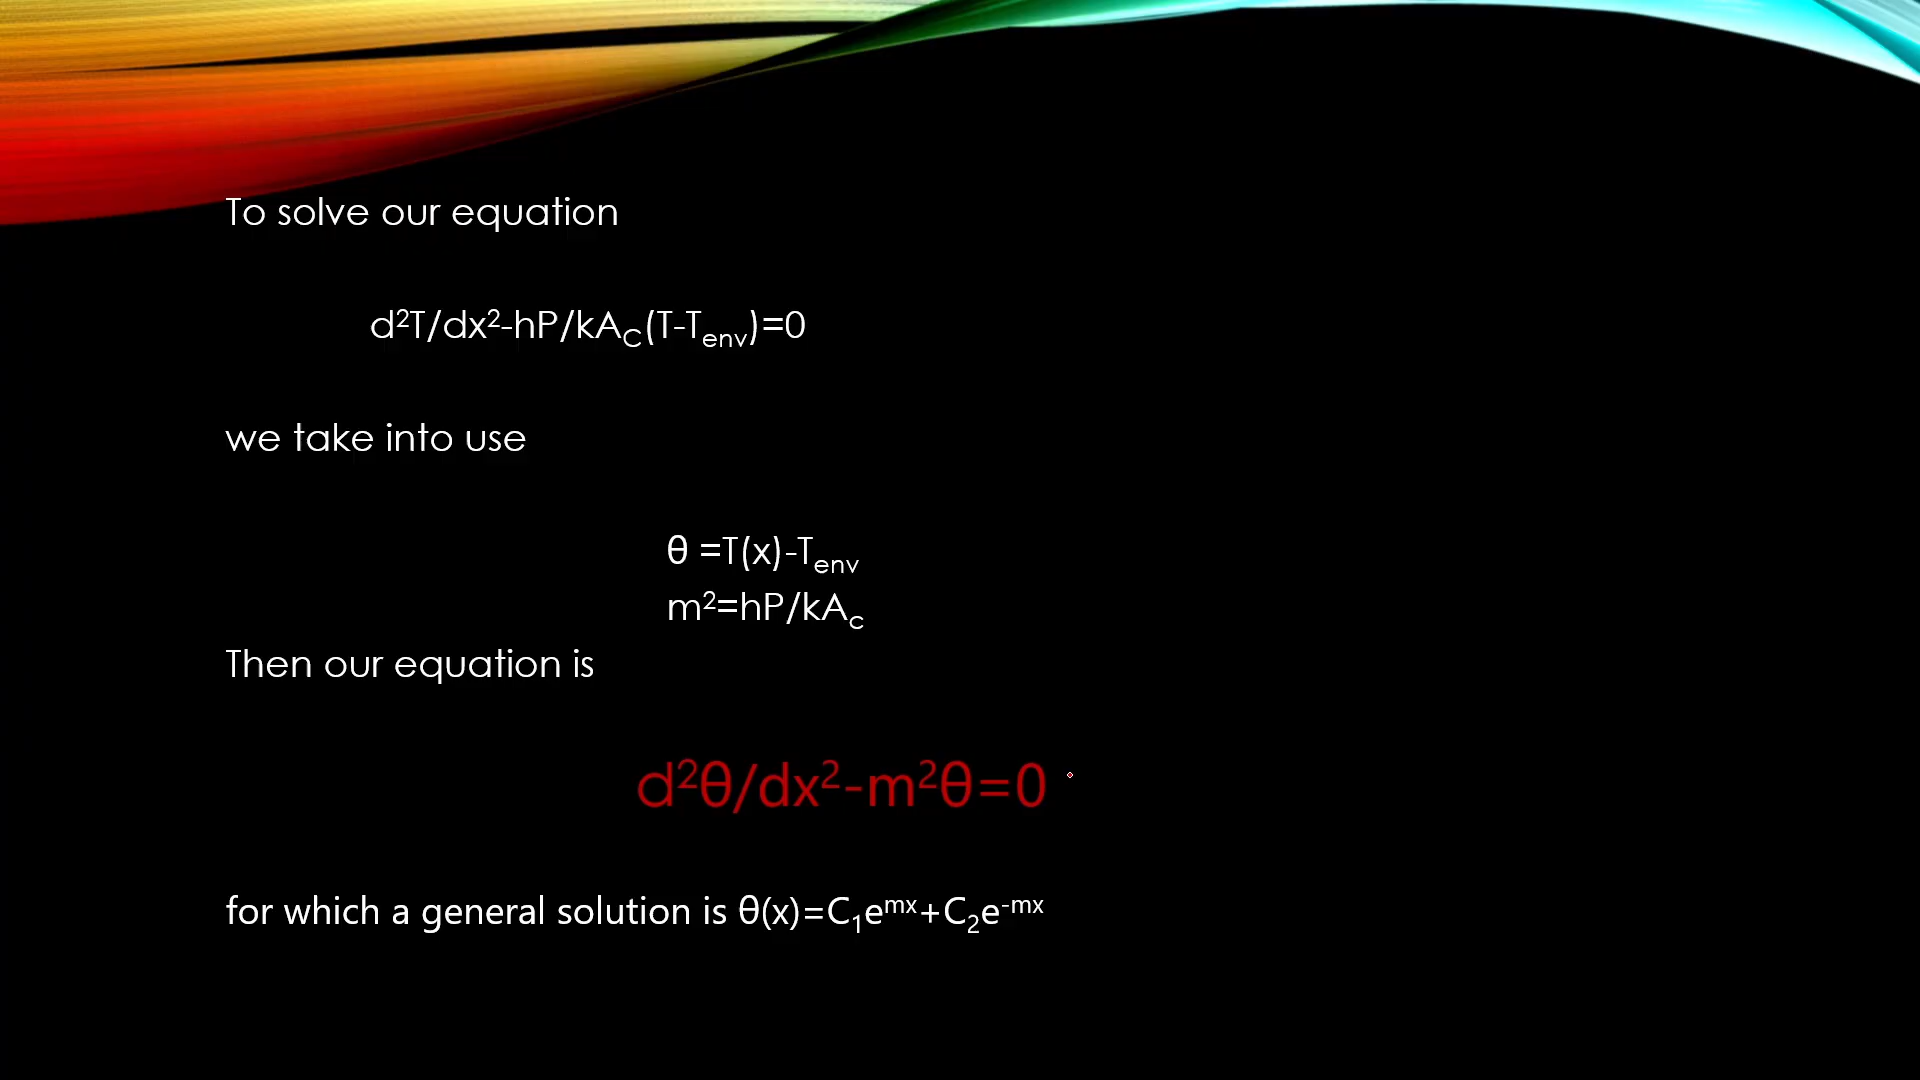 To solve our equation
d²T/dx²-hP/kA_C(T-T_env)=0
we take into use
θ =T(x)-T_env
m²=hP/kA_c
Then our equation is
d²θ/dx²-m²θ=0
for which a general solution is θ(x)=C₁e^mx+C₂e^-mx